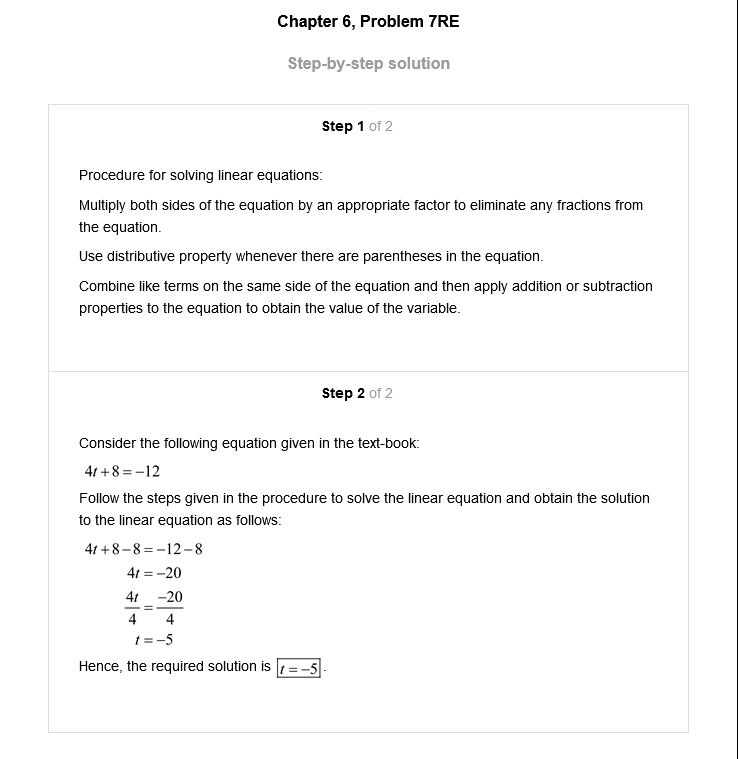 Chapter 6, Problem 7RE
Step-by-step solution
Step 1 of 2
Procedure for solving linear equations:
Multiply both sides of the equation by an appropriate factor to eliminate any fractions from
the equation.
Use distributive property whenever there are parentheses in the equation.
Combine like terms on the same side of the equation and then apply addition or subtraction
properties to the equation to obtain the value of the variable.
Step 2 of 2
Consider the following equation given in the text-book:
4t+8=−12
Follow the steps given in the procedure to solve the linear equation and obtain the solution
to the linear equation as follows:
4t+8−8=−12−8
4t=−20
4t/4=−20/4
t=−5
Hence, the required solution is t=−5.